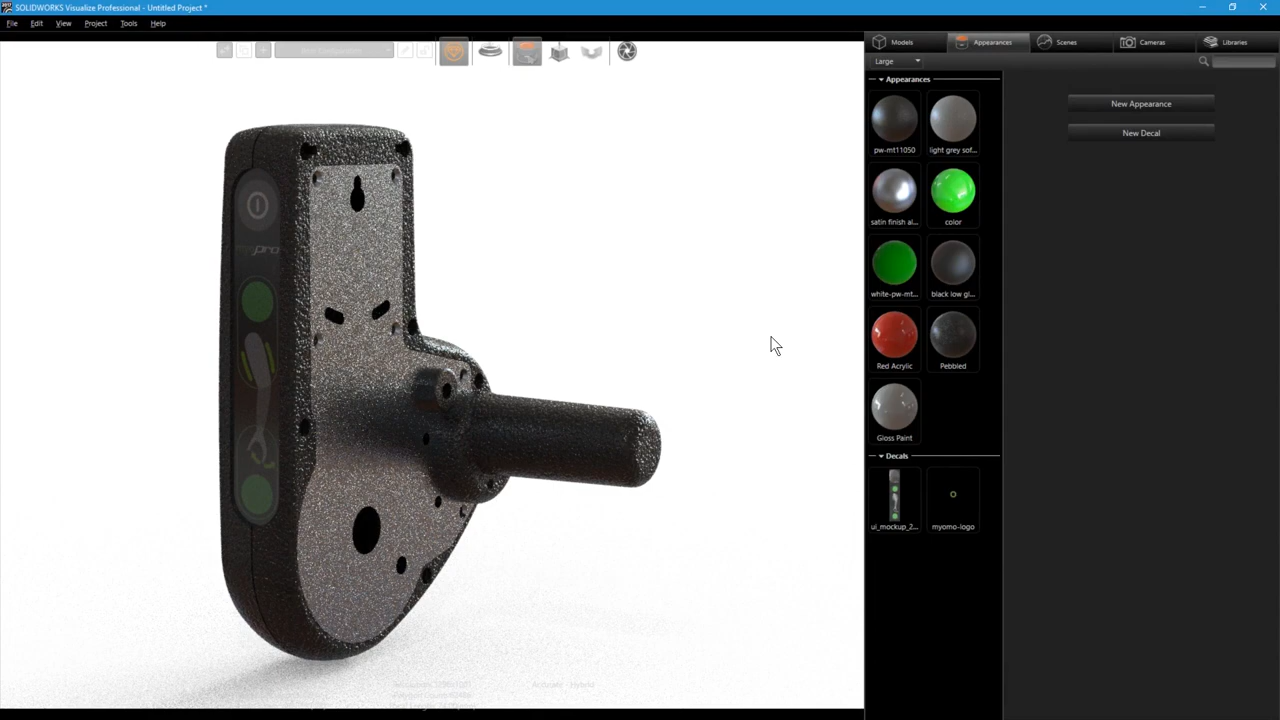 SOLIDWORKS Visualize Professional - Untitled Project *
File Edit View Project Tools Help
Models Appearances Scenes Cameras Libraries
Large
Appearances
New Appearance
New Decal
pw-mt11050 light grey sof...
satin finish al... color
white-pw-mt... black low gl...
Red Acrylic Pebbled
Gloss Paint
Decals
ui_mockup_2... myomo-logo
pro